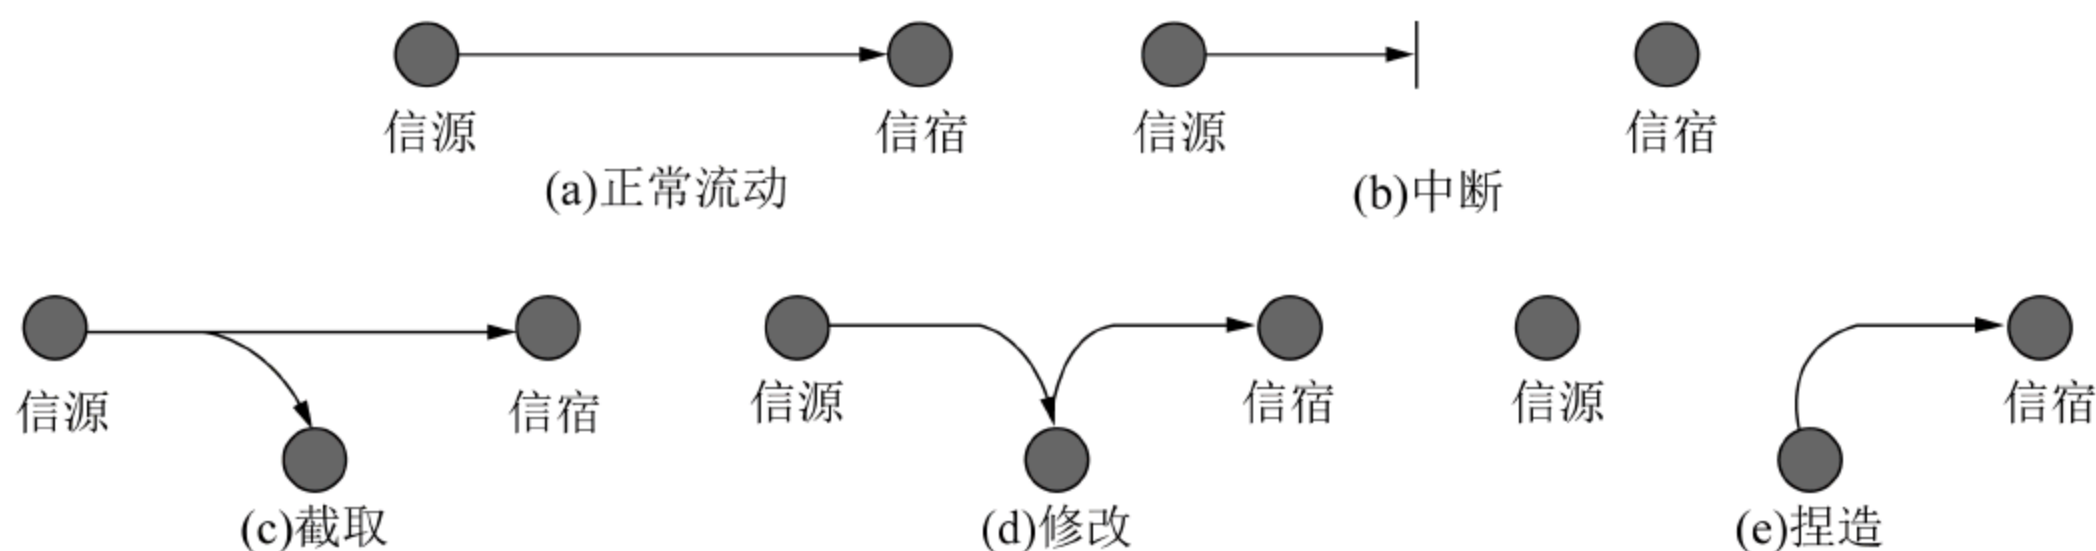 信源 信宿 信源 信宿
(a)正常流动 (b)中断
信源 信宿 信源 信宿 信源 信宿
(c)截取 (d)修改 (e)捏造